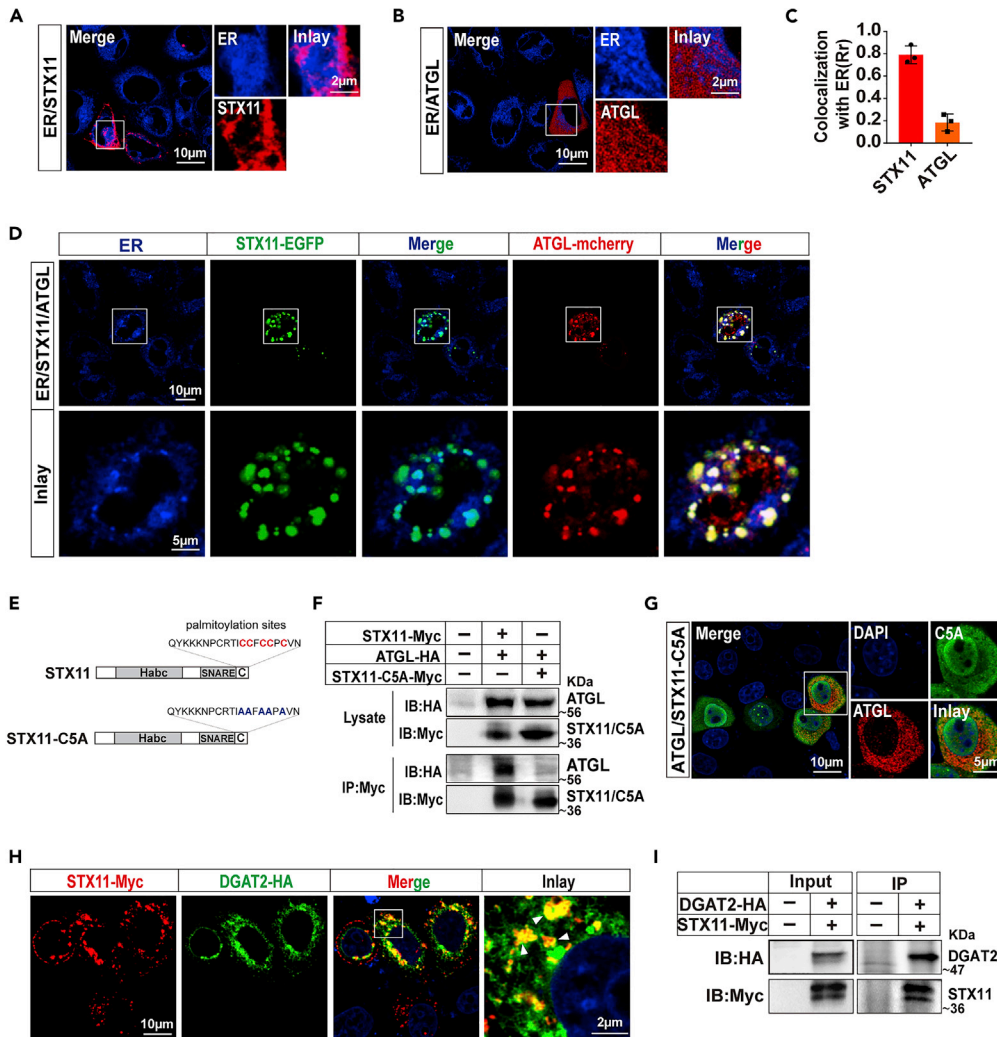 A
ER/STX11
Merge
10μm
ER
Inlay
2μm
STX11
B
ER/ATGL
Merge
10μm
ER
Inlay
2μm
ATGL
C
Colocalization
with ER(Rr)
1.0
0.8
0.6
0.4
0.2
0.0
STX11
ATGL
D
ER STX11-EGFP Merge ATGL-mcherry Merge
ER/STX11/ATGL
10μm
Inlay
5μm
E
palmitoylation sites
QYKKKNPCRTICCFCCPCVN
STX11
Habc SNARE C
QYKKKNPCRTIAAFAAPAVN
STX11-C5A
Habc SNARE C
F
STX11-Myc − + −
ATGL-HA − + +
STX11-C5A-Myc − − +
KDa
Lysate
IB:HA
ATGL
~56
IB:Myc
STX11/C5A
~36
IP:Myc
IB:HA
ATGL
~56
IB:Myc
STX11/C5A
~36
G
ATGL/STX11-C5A
Merge
10μm
DAPI
C5A
ATGL
Inlay
5μm
H
STX11-Myc DGAT2-HA Merge Inlay
10μm
2μm
I
Input IP
DGAT2-HA − + − +
STX11-Myc − + − +
KDa
IB:HA
DGAT2
~47
IB:Myc
STX11
~36